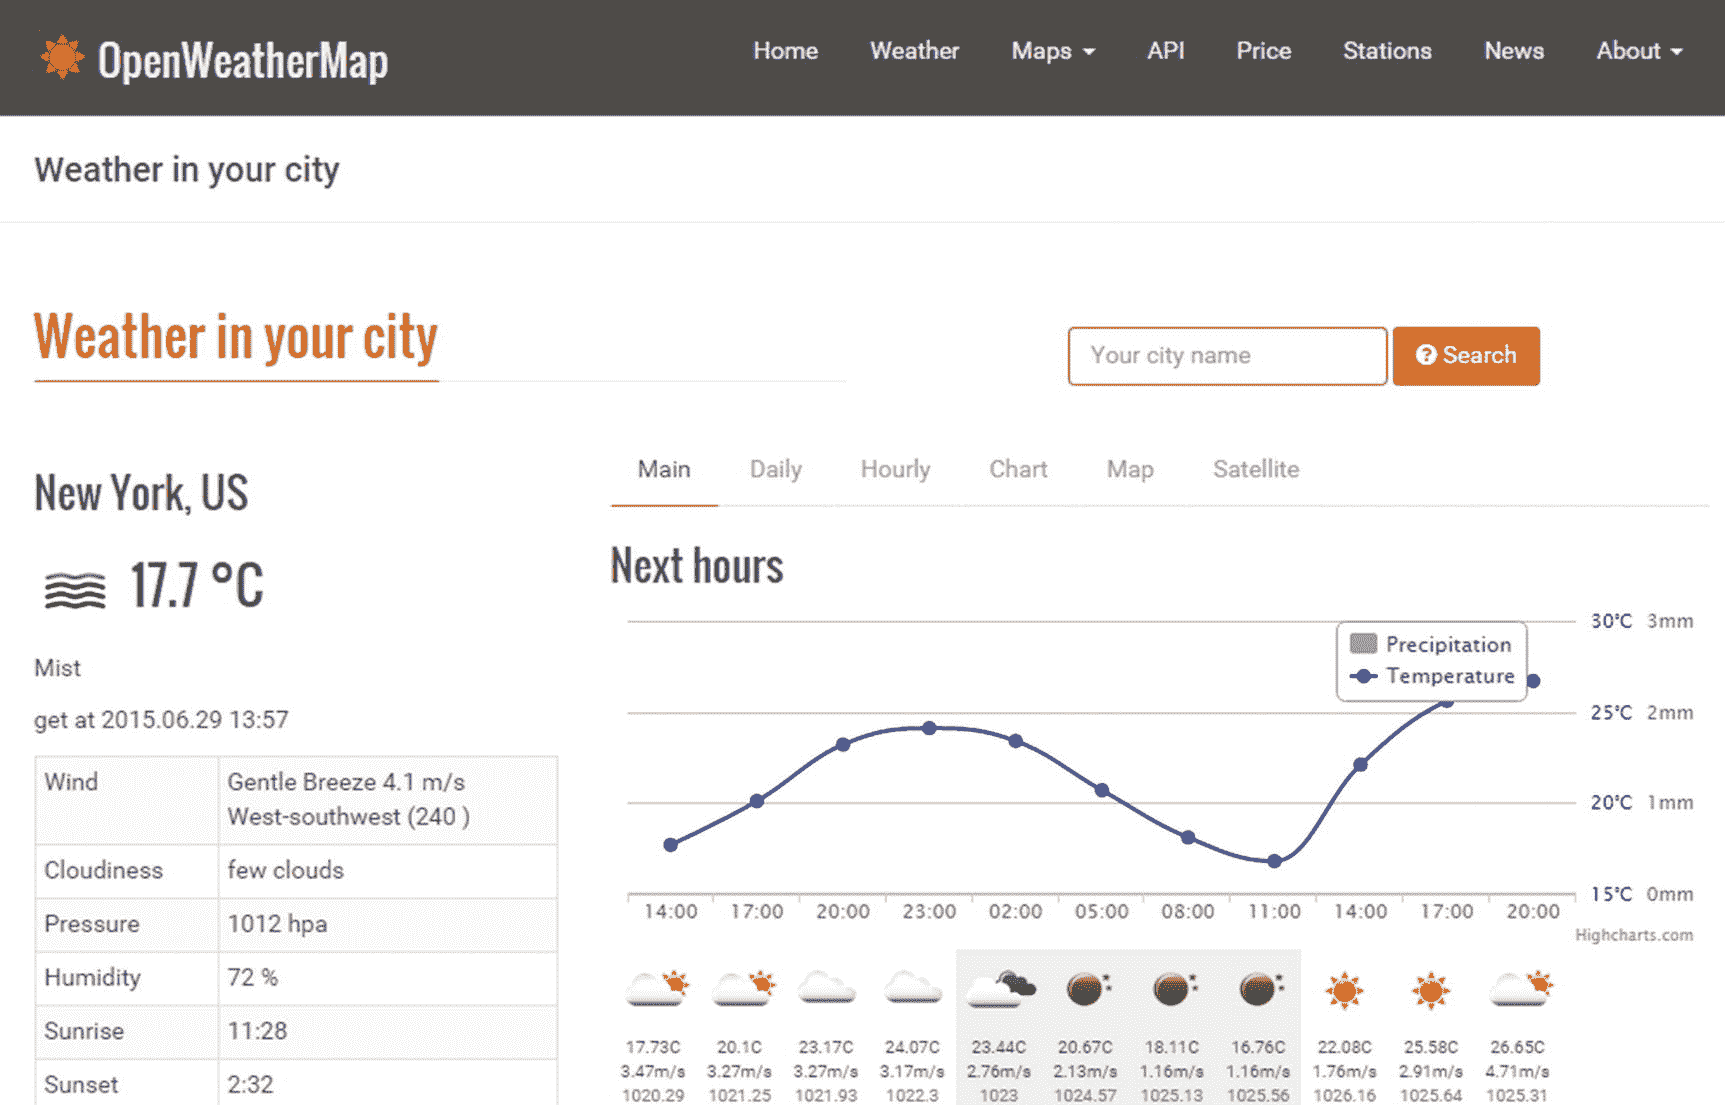 OpenWeatherMap
Home Weather Maps API Price Stations News About
Weather in your city
Weather in your city
Your city name
Search
New York, US
17.7 °C
Mist
get at 2015.06.29 13:57
Wind Gentle Breeze 4.1 m/s
West-southwest (240 )
Cloudiness few clouds
Pressure 1012 hpa
Humidity 72 %
Sunrise 11:28
Sunset 2:32
Main Daily Hourly Chart Map Satellite
Next hours
30°C 3mm
Precipitation
Temperature
25°C 2mm
20°C 1mm
15°C 0mm
14:00 17:00 20:00 23:00 02:00 05:00 08:00 11:00 14:00 17:00 20:00
Highcharts.com
17.73C 20.1C 23.17C 24.07C 23.44C 20.67C 18.11C 16.76C 22.08C 25.58C 26.65C
3.47m/s 3.27m/s 3.27m/s 3.17m/s 2.76m/s 2.13m/s 1.16m/s 1.16m/s 1.76m/s 2.91m/s 4.71m/s
1020.29 1021.25 1021.93 1022.3 1023 1024.57 1025.13 1025.56 1026.16 1025.64 1025.31